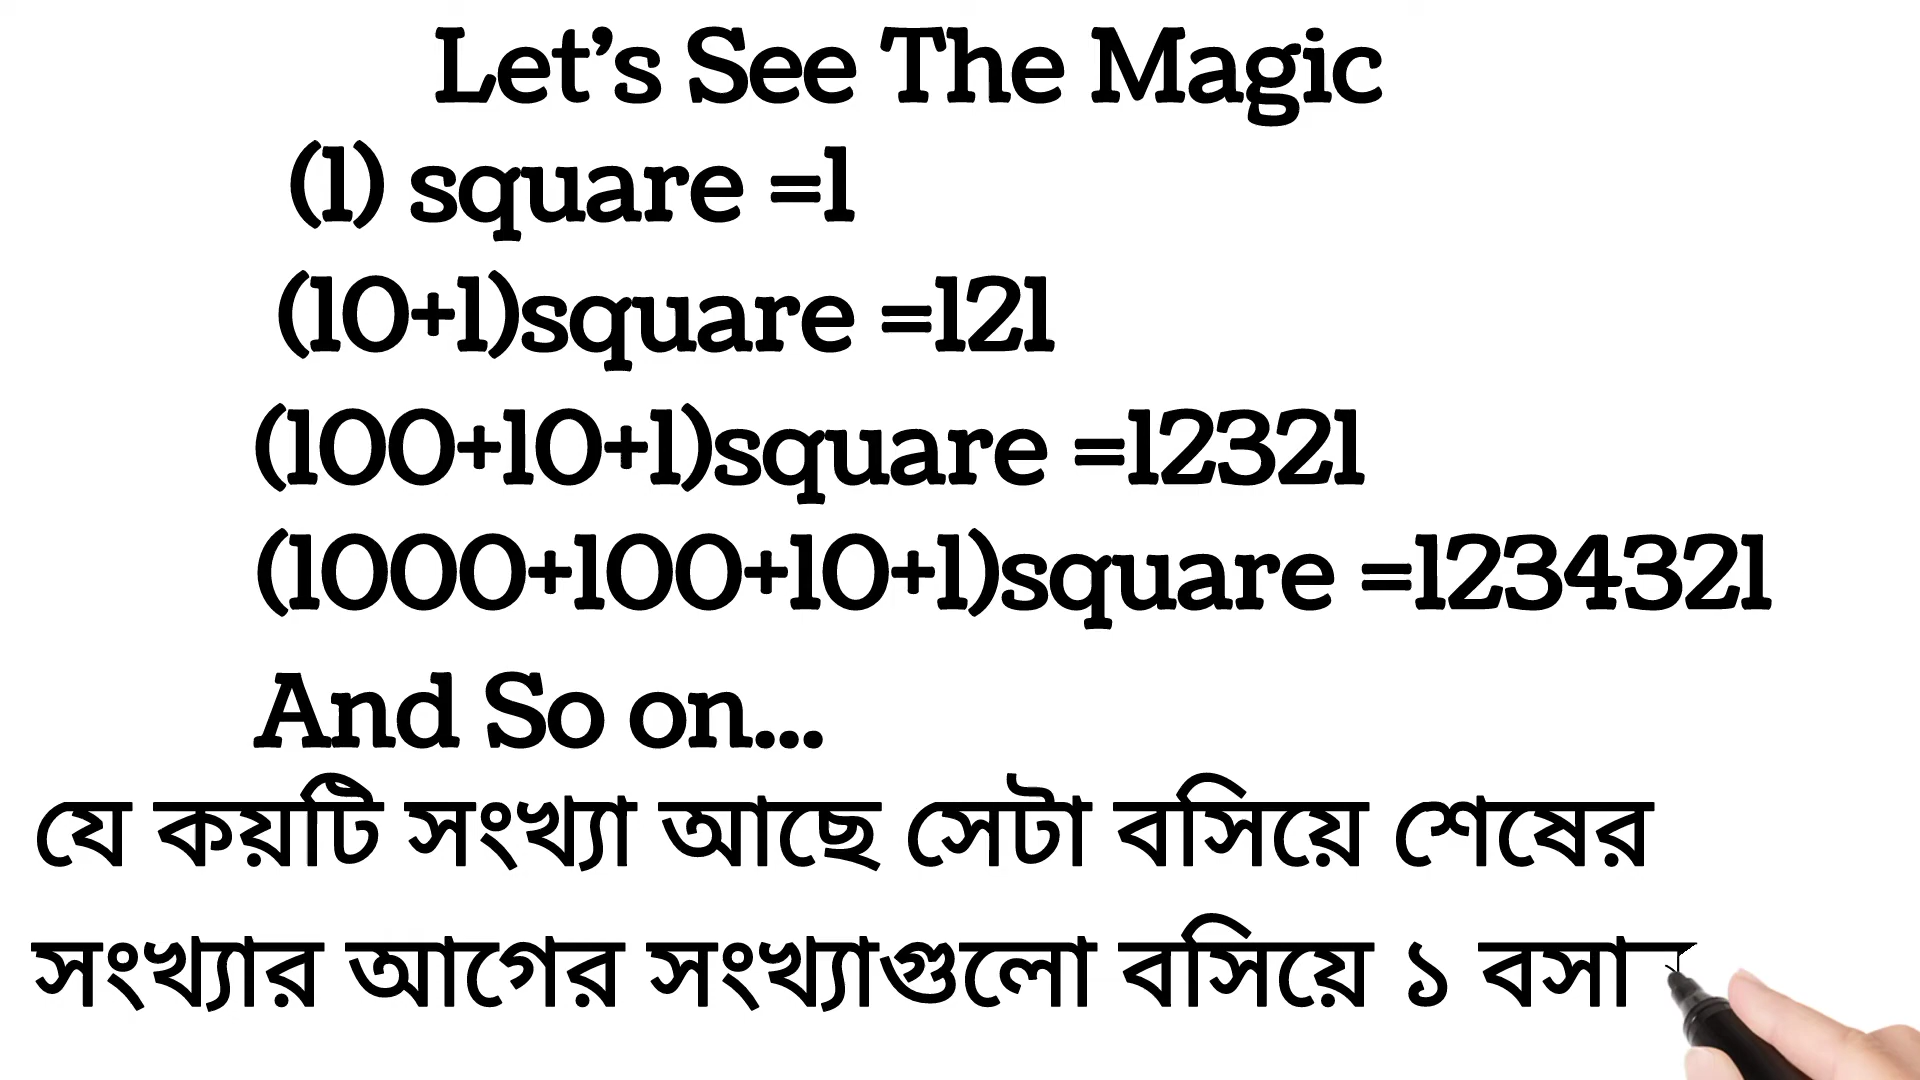 Let's See The Magic
(1) square =1
(10+1)square =121
(100+10+1)square =12321
(1000+100+10+1)square =1234321
And So on...
যে কয়টি সংখ্যা আছে সেটা বসিয়ে শেষের
সংখ্যার আগের সংখ্যাগুলো বসিয়ে ১